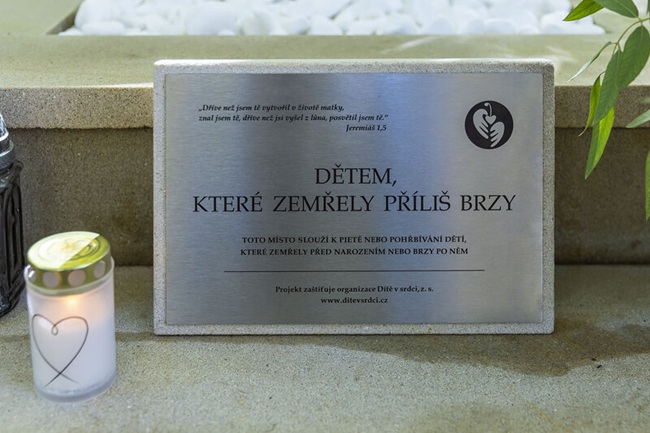 „Dříve než jsem tě vytvořil v životě matky,
znal jsem tě, dříve než jsi vyšel z lůna, posvětil jsem tě.“
Jeremiáš 1,5
DĚTEM,
KTERÉ ZEMŘELY PŘÍLIŠ BRZY
TOTO MÍSTO SLOUŽÍ K PIETĚ NEBO POHŘBÍVÁNÍ DĚTÍ,
KTERÉ ZEMŘELY PŘED NAROZENÍM NEBO BRZY PO NĚM
Projekt zaštiťuje organizace Dítě v srdci, z. s.
www.ditevsrdci.cz